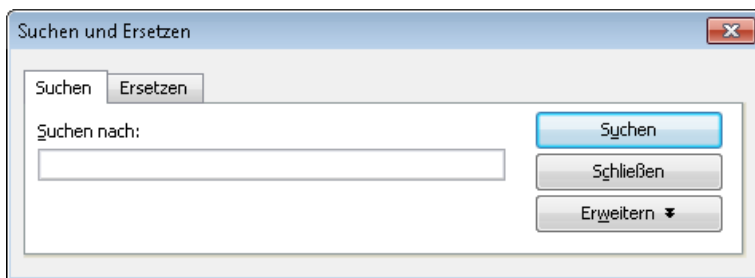 Suchen und Ersetzen
Suchen
Ersetzen
Suchen nach:
Suchen
Schließen
Erweitern